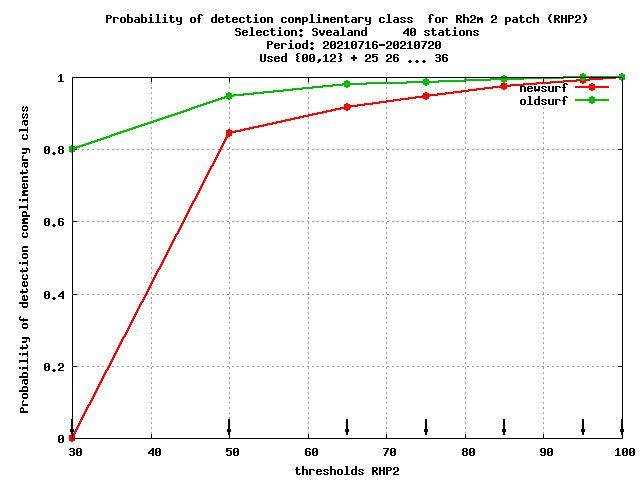 Probability of detection complimentary class  for Rh2m 2 patch (RHP2)
Selection: Svealand     40 stations
Period: 20210716-20210720
Used {00,12} + 25 26 ... 36
Probability of detection complimentary class
1
0.8
0.6
0.4
0.2
0
newsurf
oldsurf
30 40 50 60 70 80 90 100
thresholds RHP2